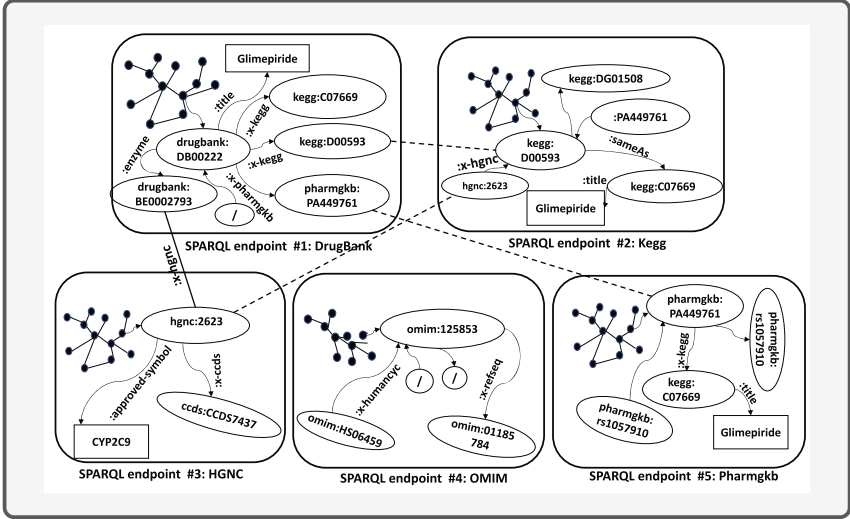 Glimepiride
:title
kegg:C07669
:x-kegg
kegg:D00593
:x-kegg
drugbank:
DB00222
:enzyme
drugbank:
BE0002793
:x-pharmgkb
/
pharmgkb:
PA449761
SPARQL endpoint #1: DrugBank
kegg:DG01508
:PA449761
kegg:
D00593
:sameAs
:x-hgnc
hgnc:2623
:title
kegg:C07669
Glimepiride
SPARQL endpoint #2: Kegg
:x-hgnc
hgnc:2623
:approved-symbol
:x-ccds
ccds:CCDS7437
CYP2C9
SPARQL endpoint #3: HGNC
omim:125853
:x-humancyc
/
/
:x-refseq
omim:HS06459
omim:01185
784
SPARQL endpoint #4: OMIM
pharmgkb:
PA449761
pharmgkb:
rs1057910
:x-kegg
kegg:
C07669
:title
pharmgkb:
rs1057910
Glimepiride
SPARQL endpoint #5: Pharmgkb